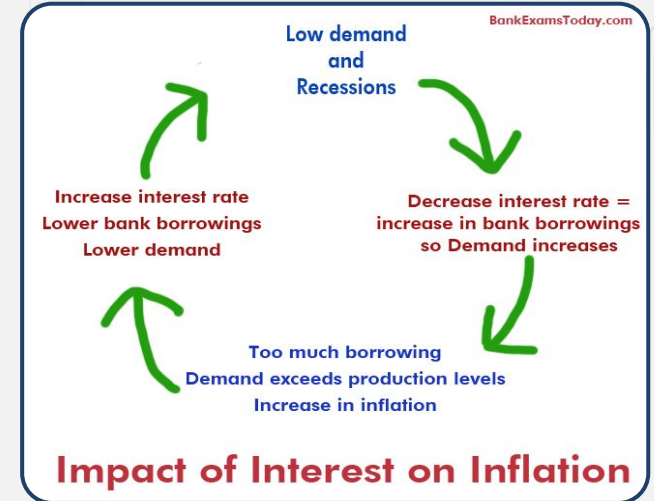 BankExamsToday.com
Low demand
and
Recessions
Increase interest rate
Lower bank borrowings
Lower demand
Decrease interest rate =
increase in bank borrowings
so Demand increases
Too much borrowing
Demand exceeds production levels
Increase in inflation
Impact of Interest on Inflation